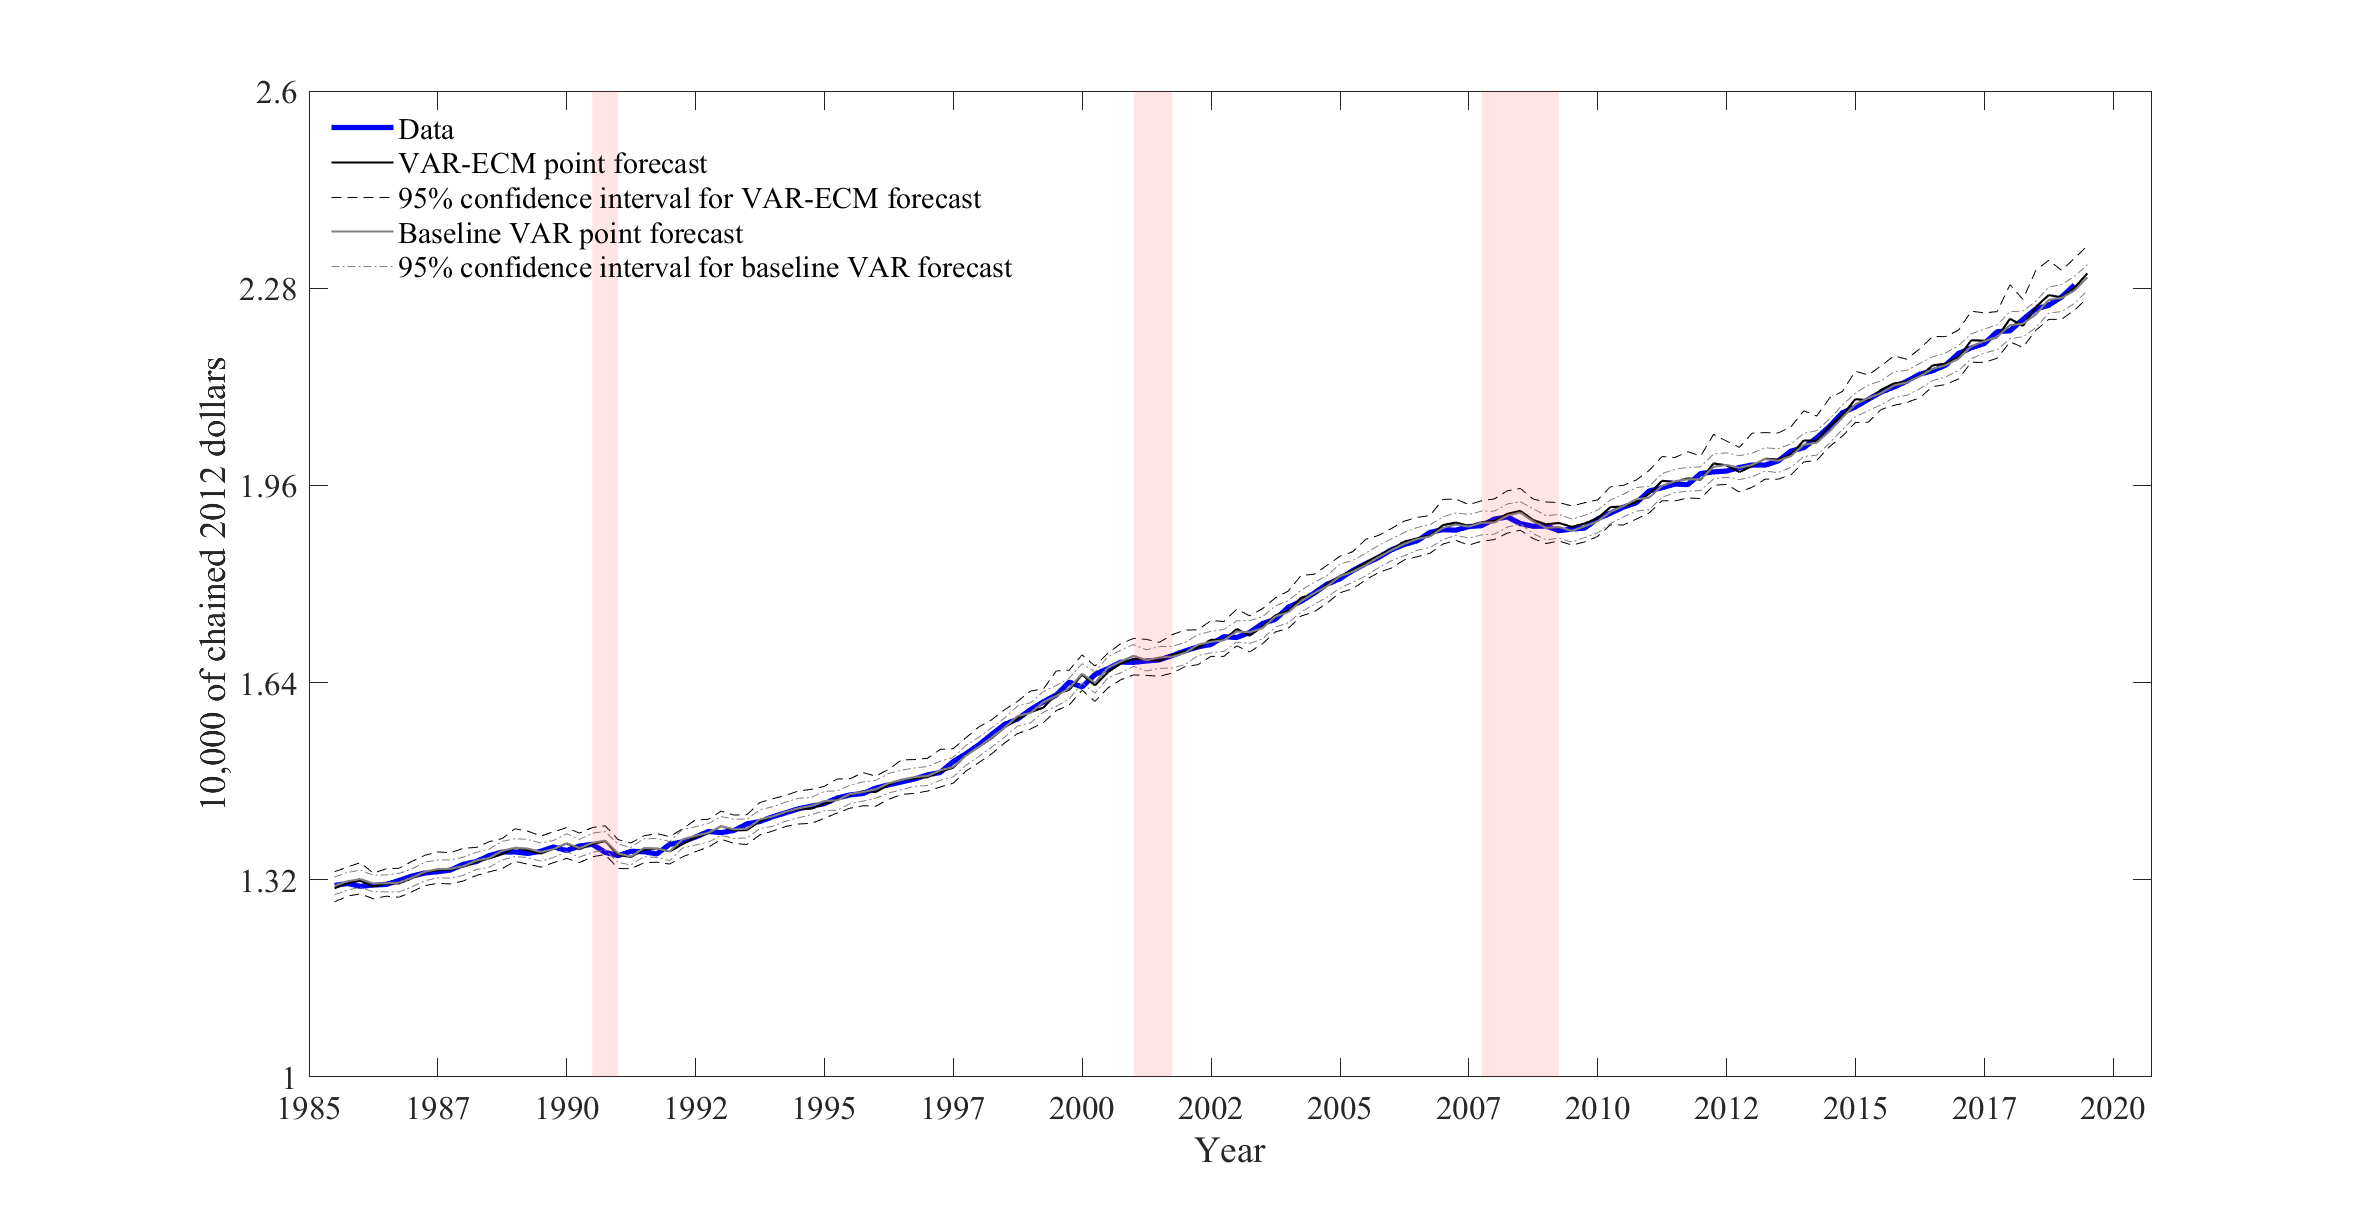 2.6
2.28
1.96
1.64
1.32
1
10,000 of chained 2012 dollars
Data
VAR-ECM point forecast
95% confidence interval for VAR-ECM forecast
Baseline VAR point forecast
95% confidence interval for baseline VAR forecast
1985 1987 1990 1992 1995 1997 2000 2002 2005 2007 2010 2012 2015 2017 2020
Year